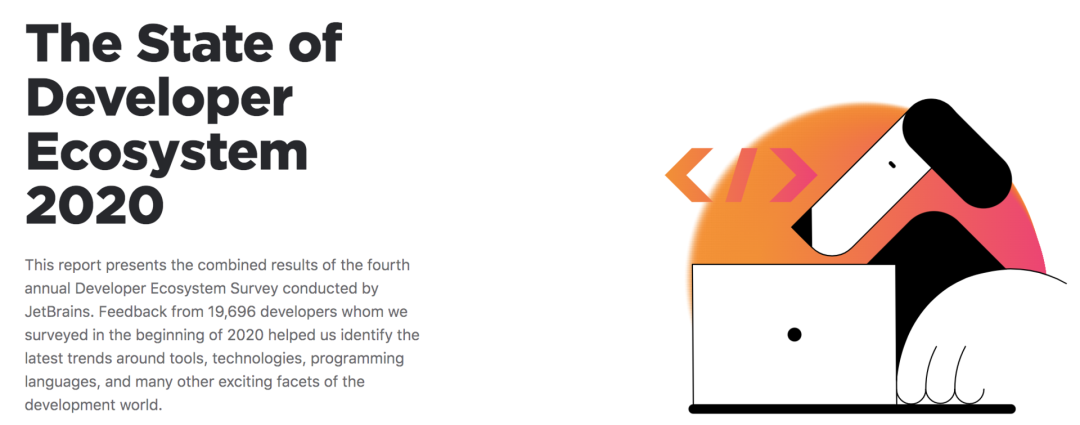 The State of
Developer
Ecosystem
2020
This report presents the combined results of the fourth
annual Developer Ecosystem Survey conducted by
JetBrains. Feedback from 19,696 developers whom we
surveyed in the beginning of 2020 helped us identify the
latest trends around tools, technologies, programming
languages, and many other exciting facets of the
development world.
</>